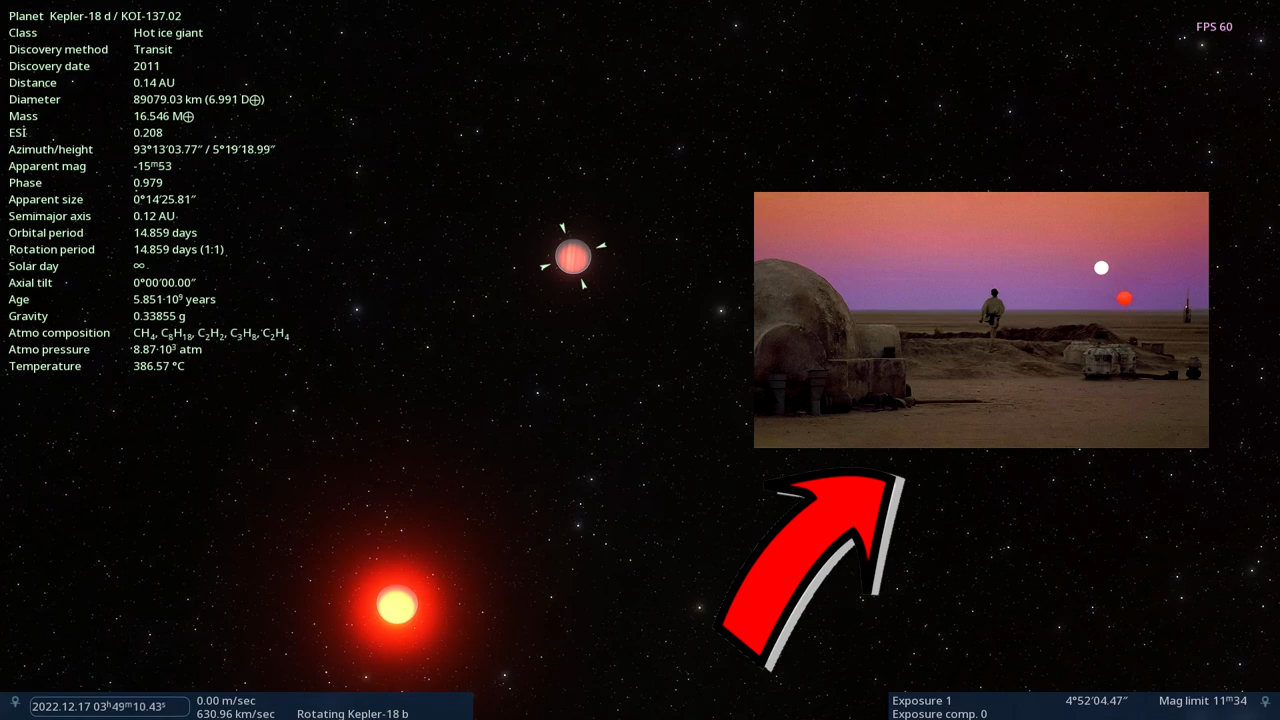 Planet Kepler-18 d / KOI-137.02
Class Hot ice giant
Discovery method Transit
Discovery date 2011
Distance 0.14 AU
Diameter 89079.03 km (6.991 D⊕)
Mass 16.546 M⊕
ESI 0.208
Azimuth/height 93°13′03.77″ / 5°19′18.99″
Apparent mag -15ᵐ53
Phase 0.979
Apparent size 0°14′25.81″
Semimajor axis 0.12 AU
Orbital period 14.859 days
Rotation period 14.859 days (1:1)
Solar day ∞
Axial tilt 0°00′00.00″
Age 5.851·10⁹ years
Gravity 0.33855 g
Atmo composition CH₄, C₈H₁₈, C₂H₂, C₃H₈, C₂H₄
Atmo pressure 8.87·10³ atm
Temperature 386.57 °C
FPS 60
2022.12.17 03ʰ49ᵐ10.43ˢ
0.00 m/sec
630.96 km/sec Rotating Kepler-18 b
Exposure 1 4°52′04.47″ Mag limit 11ᵐ34
Exposure comp. 0